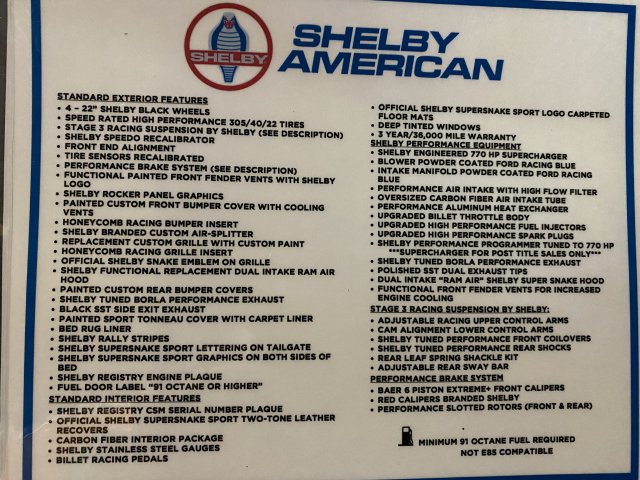 SHELBY
SHELBY
AMERICAN
STANDARD EXTERIOR FEATURES
• 4 - 22" SHELBY BLACK WHEELS
• SPEED RATED HIGH PERFORMANCE 305/40/22 TIRES
• STAGE 3 RACING SUSPENSION BY SHELBY (SEE DESCRIPTION)
• SHELBY SPEEDO RECALIBRATOR
• FRONT END ALIGNMENT
• TIRE SENSORS RECALIBRATED
• PERFORMANCE BRAKE SYSTEM (SEE DESCRIPTION)
• FUNCTIONAL PAINTED FRONT FENDER VENTS WITH SHELBY
LOGO
• SHELBY ROCKER PANEL GRAPHICS
• PAINTED CUSTOM FRONT BUMPER COVER WITH COOLING
VENTS
• HONEYCOMB RACING BUMPER INSERT
• SHELBY BRANDED CUSTOM AIR-SPLITTER
• REPLACEMENT CUSTOM GRILLE WITH CUSTOM PAINT
• HONEYCOMB RACING GRILLE INSERT
• OFFICIAL SHELBY SNAKE EMBLEM ON GRILLE
• SHELBY FUNCTIONAL REPLACEMENT DUAL INTAKE RAM AIR
HOOD
• PAINTED CUSTOM REAR BUMPER COVERS
• SHELBY TUNED BORLA PERFORMANCE EXHAUST
• BLACK SST SIDE EXIT EXHAUST
• PAINTED SPORT TONNEAU COVER WITH CARPET LINER
• BED RUG LINER
• SHELBY RALLY STRIPES
• SHELBY SUPERSNAKE SPORT LETTERING ON TAILGATE
• SHELBY SUPERSNAKE SPORT GRAPHICS ON BOTH SIDES OF
BED
• SHELBY REGISTRY ENGINE PLAQUE
• FUEL DOOR LABEL "91 OCTANE OR HIGHER"
STANDARD INTERIOR FEATURES
• SHELBY REGISTRY CSM SERIAL NUMBER PLAQUE
• OFFICIAL SHELBY SUPERSNAKE SPORT TWO-TONE LEATHER
RECOVERS
• CARBON FIBER INTERIOR PACKAGE
• SHELBY STAINLESS STEEL GAUGES
• BILLET RACING PEDALS
• OFFICIAL SHELBY SUPERSNAKE SPORT LOGO CARPETED
FLOOR MATS
• DEEP TINTED WINDOWS
• 3 YEAR/36,000 MILE WARRANTY
SHELBY PERFORMANCE EQUIPMENT
• SHELBY ENGINEERED 770 HP SUPERCHARGER
• BLOWER POWDER COATED FORD RACING BLUE
• INTAKE MANIFOLD POWDER COATED FORD RACING
BLUE
• PERFORMANCE AIR INTAKE WITH HIGH FLOW FILTER
• OVERSIZED CARBON FIBER AIR INTAKE TUBE
• PERFORMANCE ALUMINUM HEAT EXCHANGER
• UPGRADED BILLET THROTTLE BODY
• UPGRADED HIGH PERFORMANCE FUEL INJECTORS
• UPGRADED HIGH PERFORMANCE SPARK PLUGS
• SHELBY PERFORMANCE PROGRAMMER TUNED TO 770 HP
***SUPERCHARGER FOR POST TITLE SALES ONLY***
• SHELBY TUNED BORLA PERFORMANCE EXHAUST
• POLISHED SST DUAL EXHAUST TIPS
• DUAL INTAKE "RAM AIR" SHELBY SUPER SNAKE HOOD
• FUNCTIONAL FRONT FENDER VENTS FOR INCREASED
ENGINE COOLING
STAGE 3 RACING SUSPENSION BY SHELBY:
• ADJUSTABLE RACING UPPER CONTROL ARMS
• CAM ALIGNMENT LOWER CONTROL ARMS
• SHELBY TUNED PERFORMANCE FRONT COILOVERS
• SHELBY TUNED PERFORMANCE REAR SHOCKS
• REAR LEAF SPRING SHACKLE KIT
• ADJUSTABLE REAR SWAY BAR
PERFORMANCE BRAKE SYSTEM
• BAER 6 PISTON EXTREME+ FRONT CALIPERS
• RED CALIPERS BRANDED SHELBY
• PERFORMANCE SLOTTED ROTORS (FRONT & REAR)
MINIMUM 91 OCTANE FUEL REQUIRED
NOT E85 COMPATIBLE